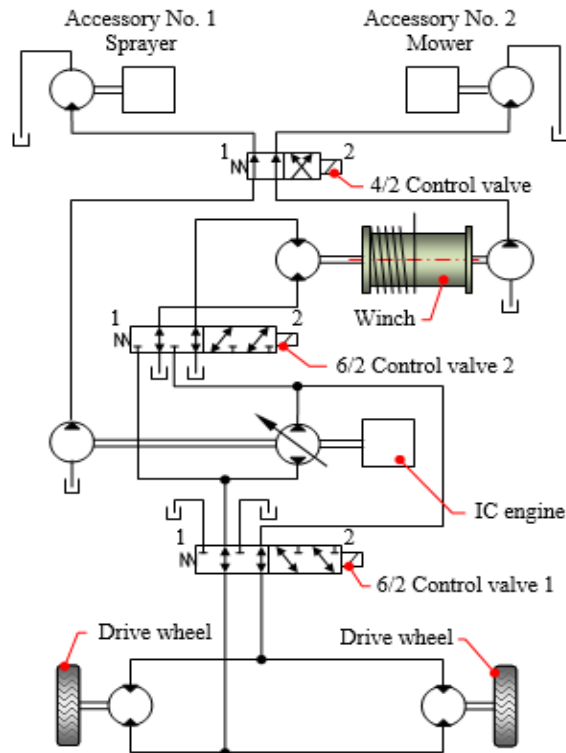 Accessory No. 1
Sprayer
Accessory No. 2
Mower
1
2
4/2 Control valve
Winch
1
2
6/2 Control valve 2
IC engine
1
2
6/2 Control valve 1
Drive wheel
Drive wheel